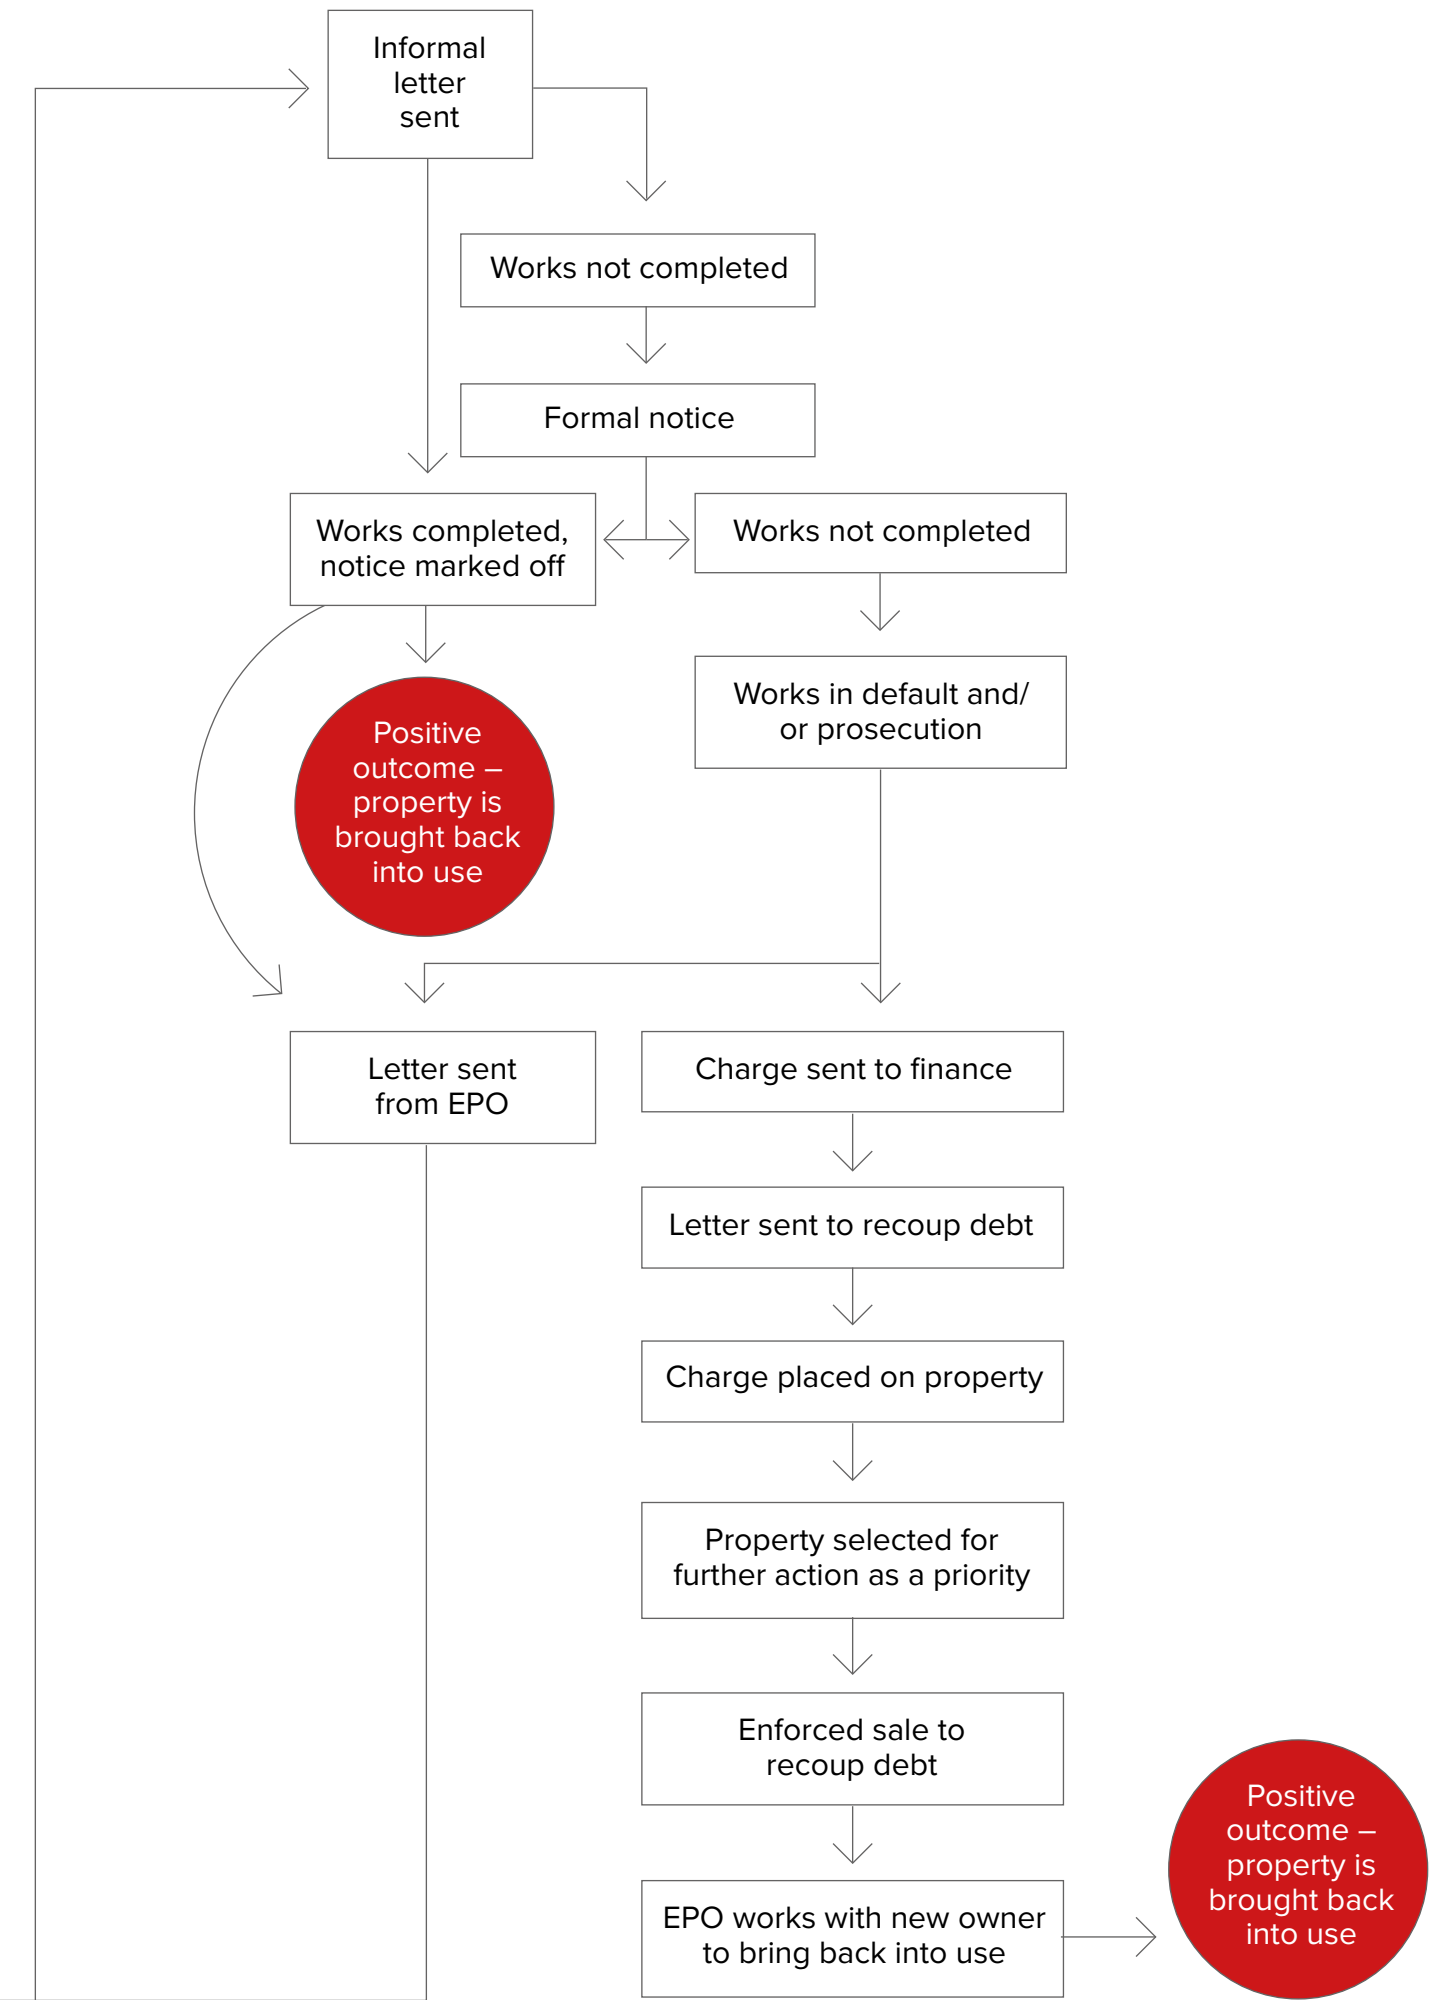 Informal
letter
sent
Works not completed
Formal notice
Works completed,
notice marked off
Works not completed
Positive
outcome –
property is
brought back
into use
Works in default and/
or prosecution
Letter sent
from EPO
Charge sent to finance
Letter sent to recoup debt
Charge placed on property
Property selected for
further action as a priority
Enforced sale to
recoup debt
EPO works with new owner
to bring back into use
Positive
outcome –
property is
brought back
into use